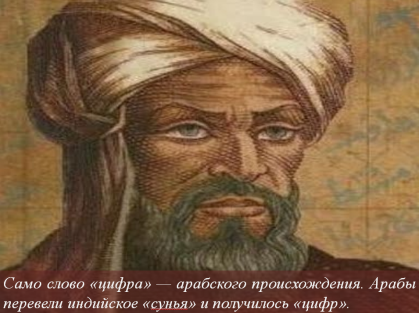 Само слово «цифра» — арабского происхождения. Арабы
перевели индийское «сунья» и получилось «цифр».